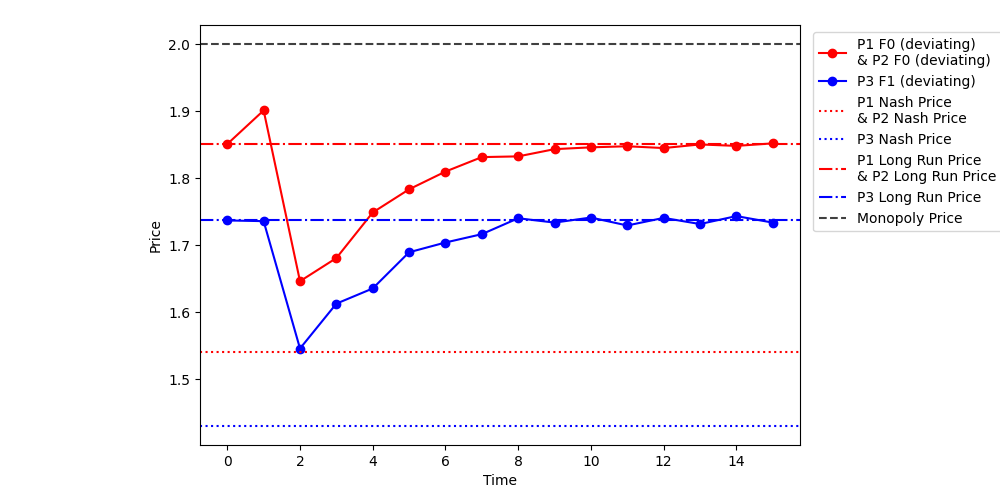 2.0
1.9
1.8
1.7
1.6
1.5
Price
0
2
4
6
8
10
12
14
Time
P1 F0 (deviating)
& P2 F0 (deviating)
P3 F1 (deviating)
P1 Nash Price
& P2 Nash Price
P3 Nash Price
P1 Long Run Price
& P2 Long Run Price
P3 Long Run Price
Monopoly Price